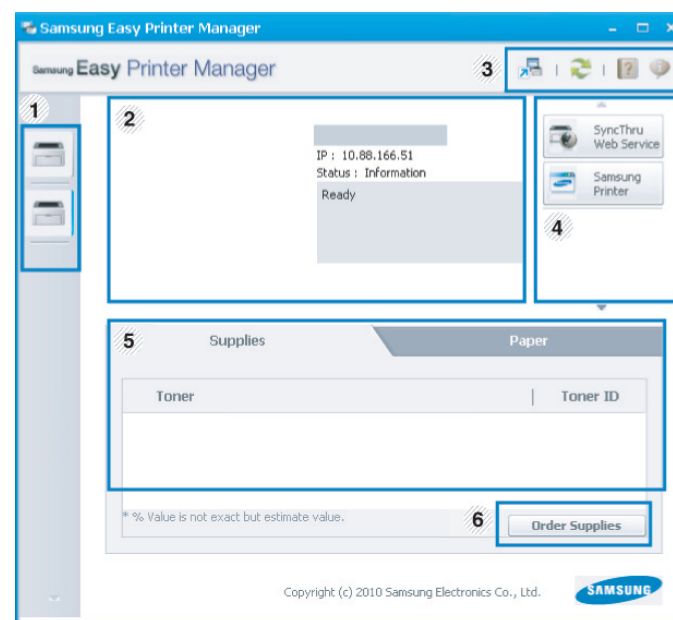 Samsung Easy Printer Manager
Samsung Easy Printer Manager
3
1
2
IP : 10.88.166.51
Status : Information
Ready
SyncThru
Web Service
Samsung
Printer
4
5
Supplies
Paper
Toner
Toner ID
* % Value is not exact but estimate value.
6
Order Supplies
Copyright (c) 2010 Samsung Electronics Co., Ltd.
SAMSUNG